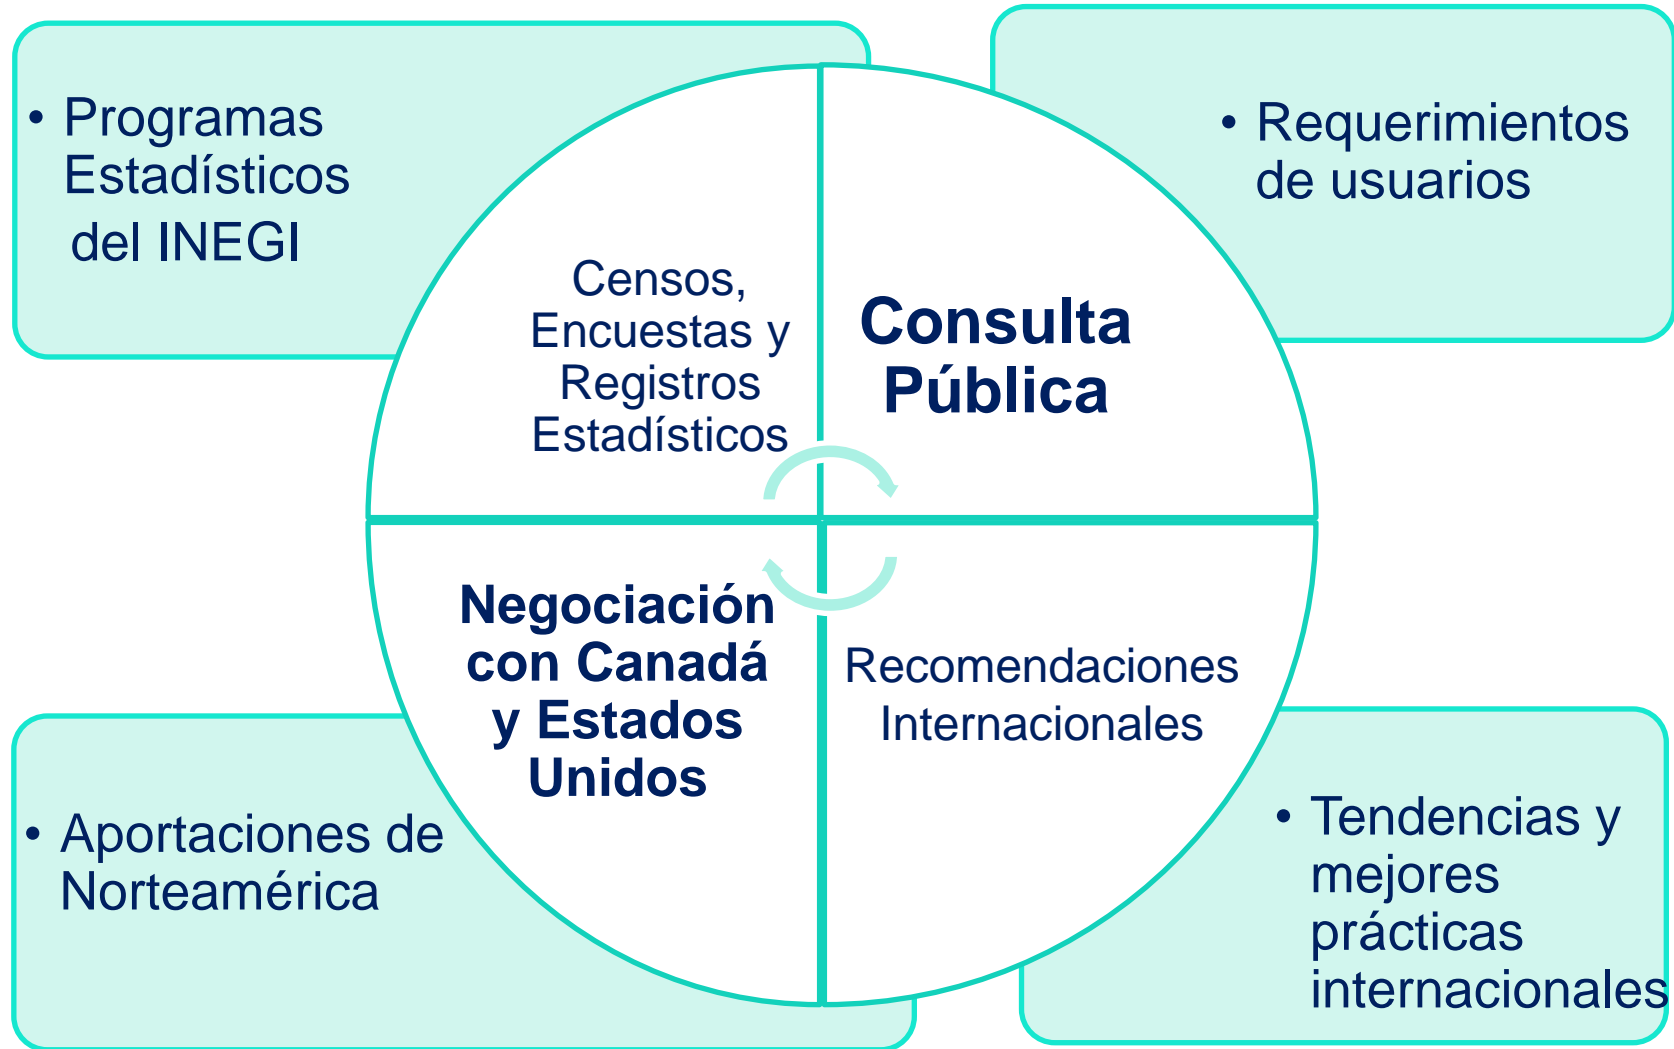 • Programas
Estadísticos
del INEGI
• Requerimientos
de usuarios
Censos,
Encuestas y
Registros
Estadísticos
Consulta
Pública
Negociación
con Canadá
y Estados
Unidos
Recomendaciones
Internacionales
• Aportaciones de
Norteamérica
• Tendencias y
mejores
prácticas
internacionales